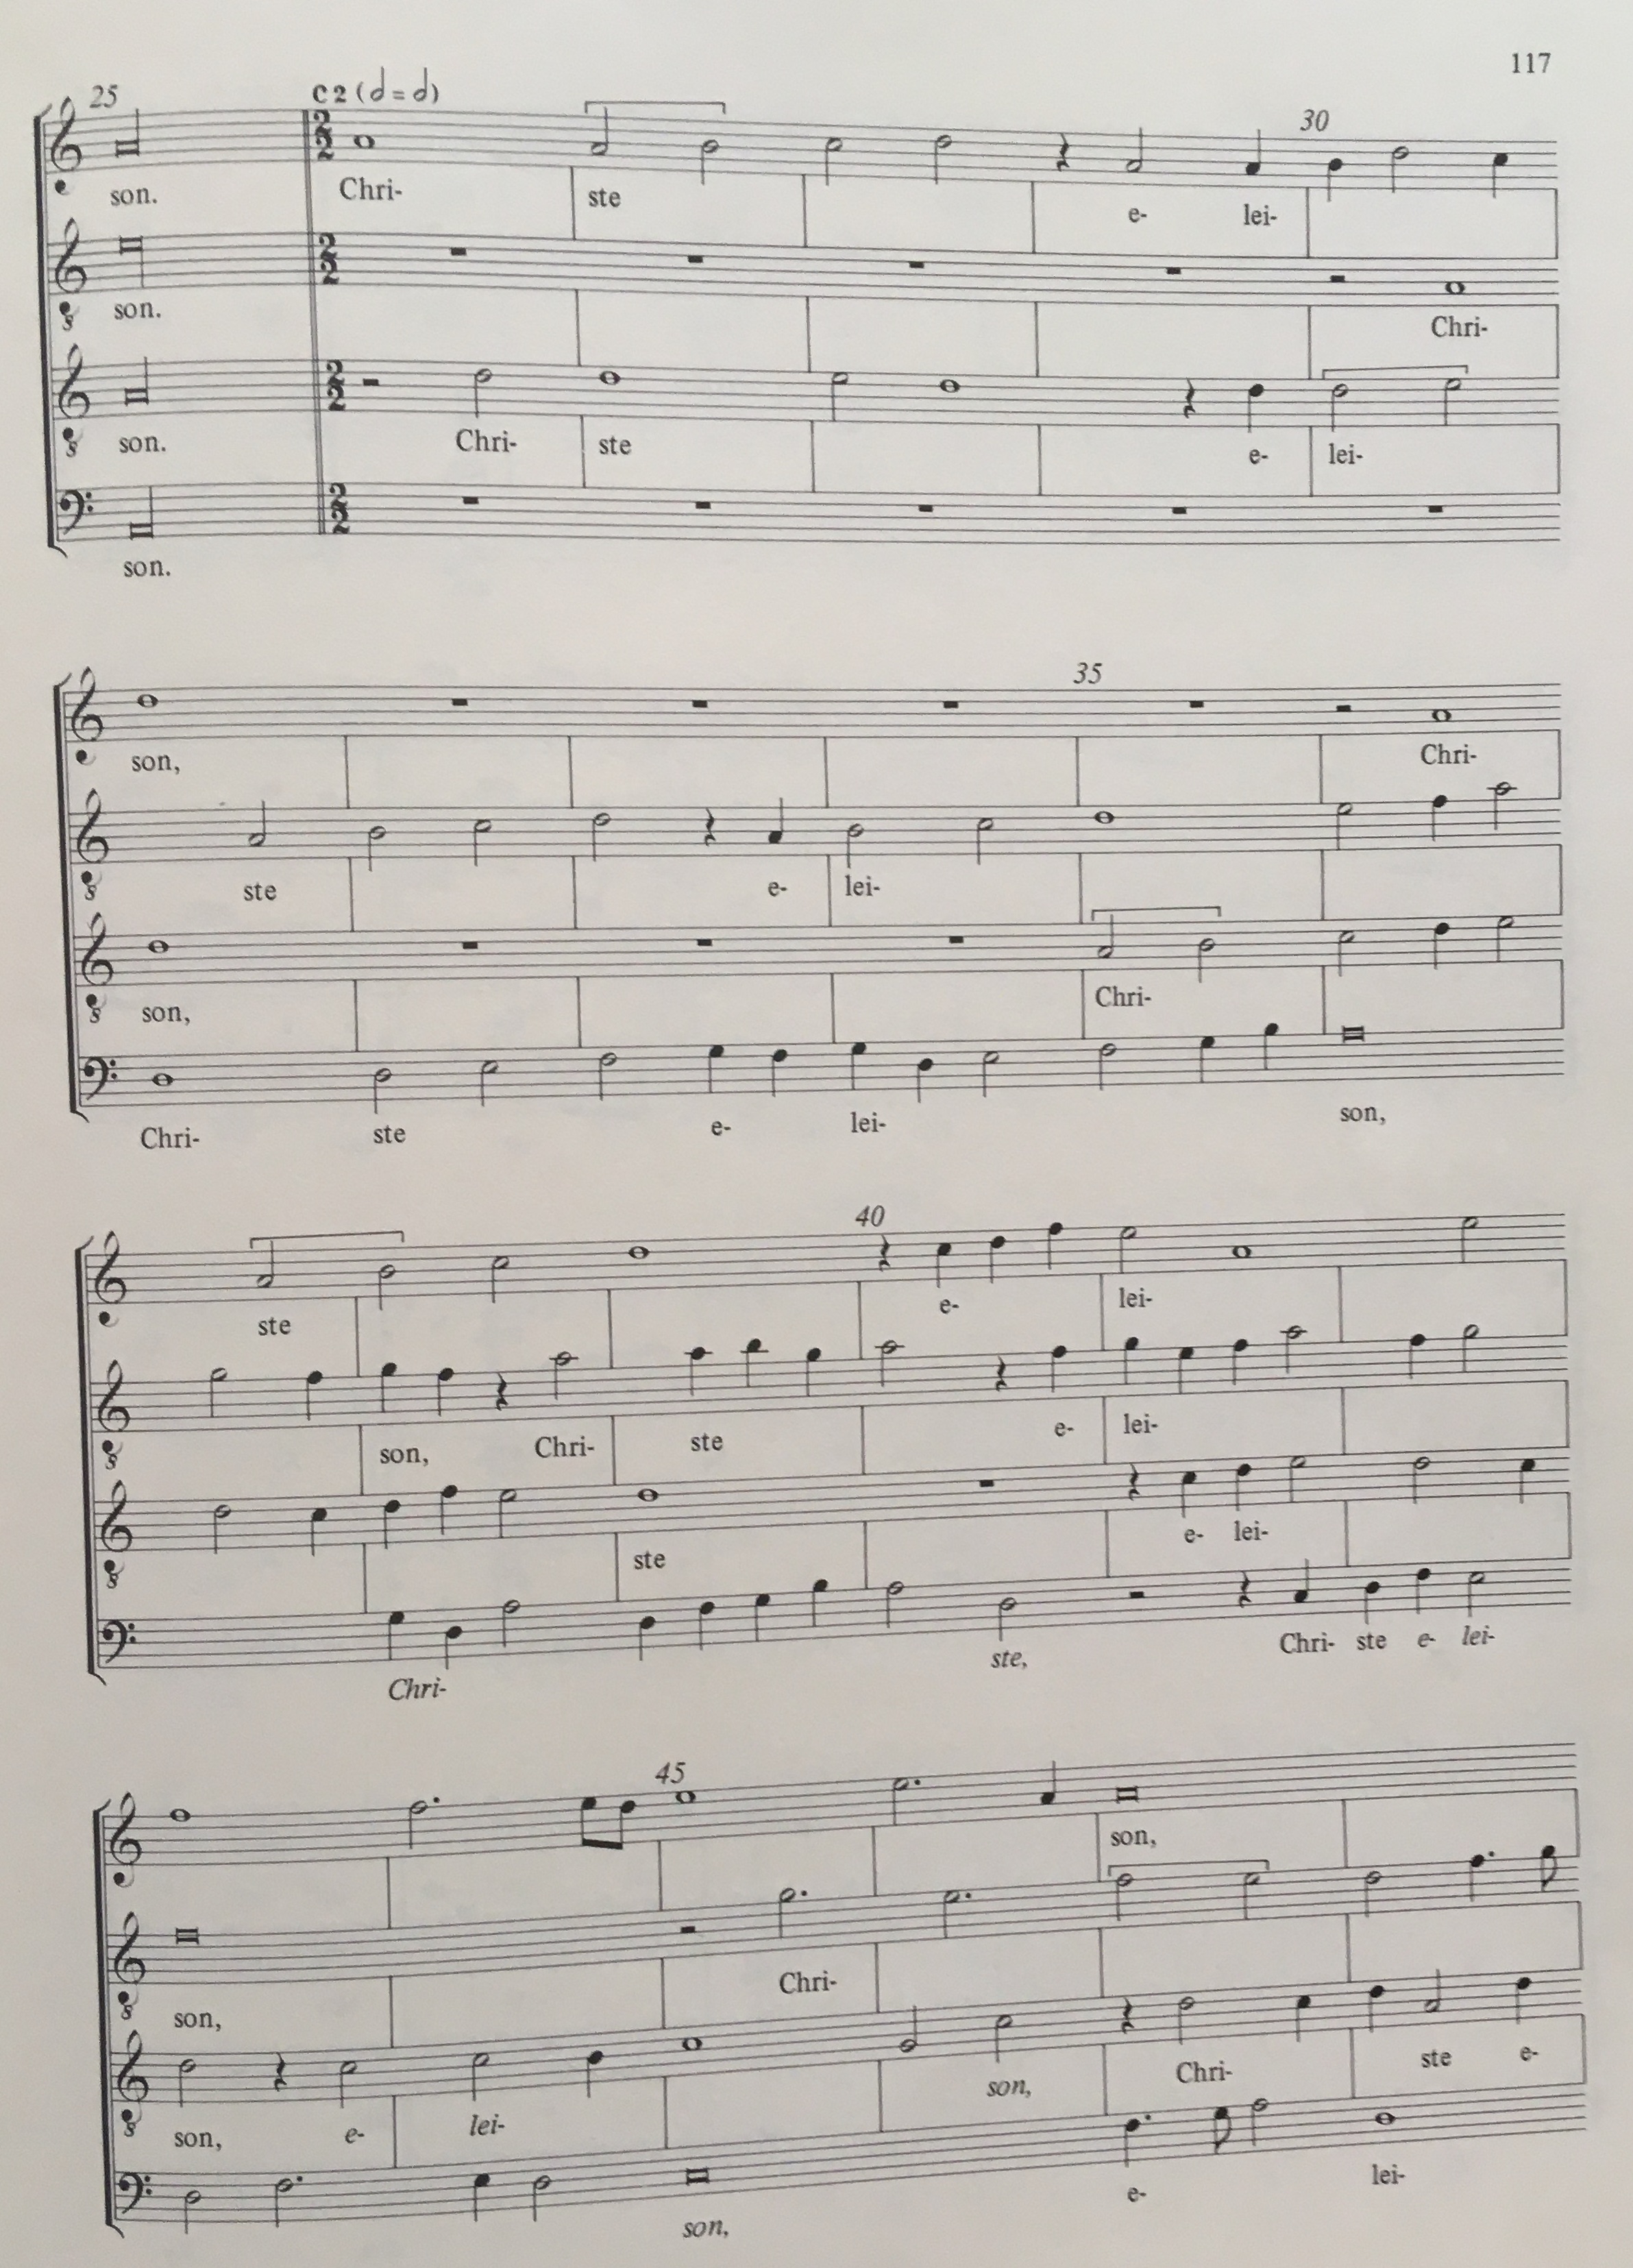 117
25
C 2 (𝅗𝅥 = 𝅗𝅥)
30
son. Chri- ste e- lei-
son. Chri-
son. Chri- ste e- lei-
son.
35
son, Chri-
ste e- lei-
son, Chri-
Chri- ste e- lei- son,
40
ste e- lei-
son, Chri- ste e- lei-
ste e- lei-
Chri- ste, Chri- ste e- lei-
45
son,
son, Chri-
son, e- lei- son, Chri- ste e-
son, e- lei-